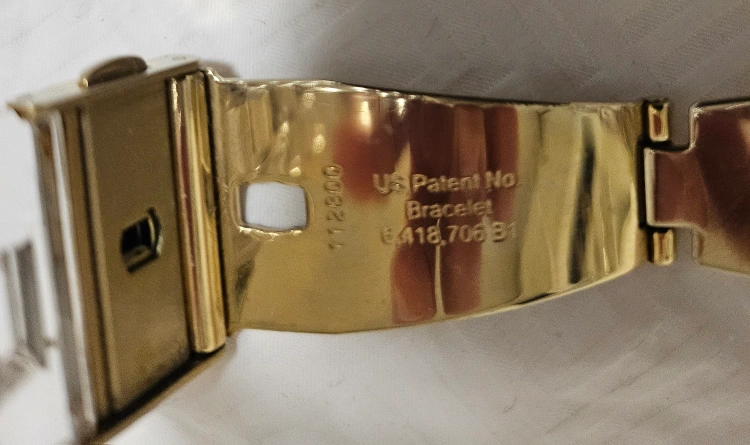 US Patent No.
Bracelet
6,418,706 B1
112800